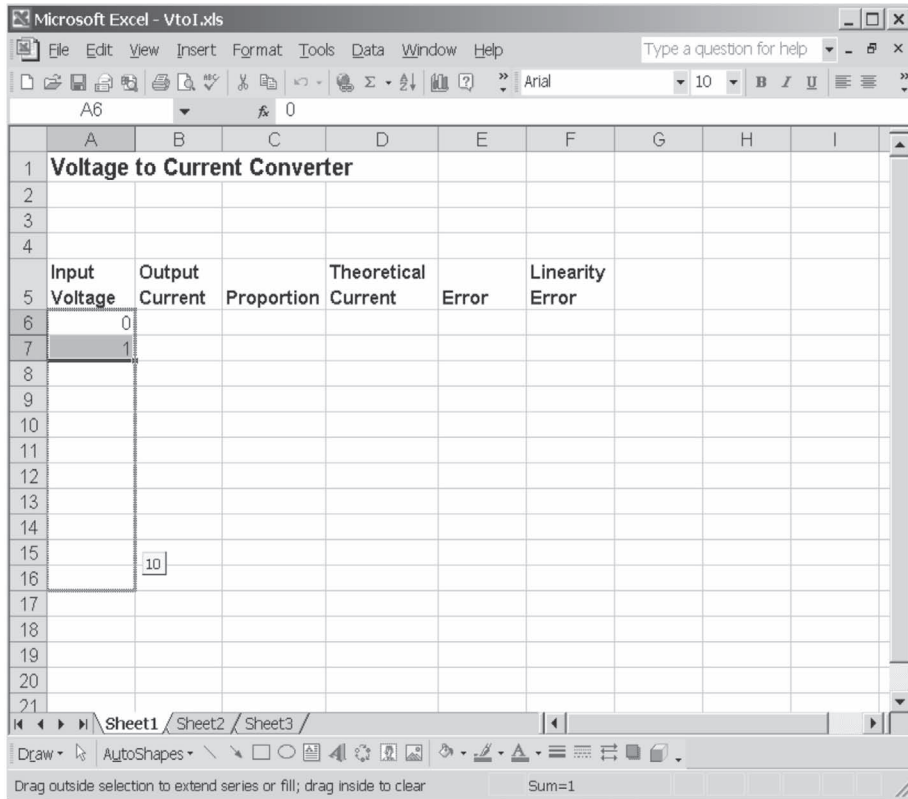 Microsoft Excel - VtoI.xls
File Edit View Insert Format Tools Data Window Help Type a question for help
Arial 10 B I U
A6 fx 0
A B C D E F G H I
1 Voltage to Current Converter
2
3
4
Input Output Theoretical Linearity
5 Voltage Current Proportion Current Error Error
6 0
7 1
8
9
10
11
12
13
14
15
10
16
17
18
19
20
21
Sheet1 Sheet2 Sheet3
Draw AutoShapes
Drag outside selection to extend series or fill; drag inside to clear Sum=1